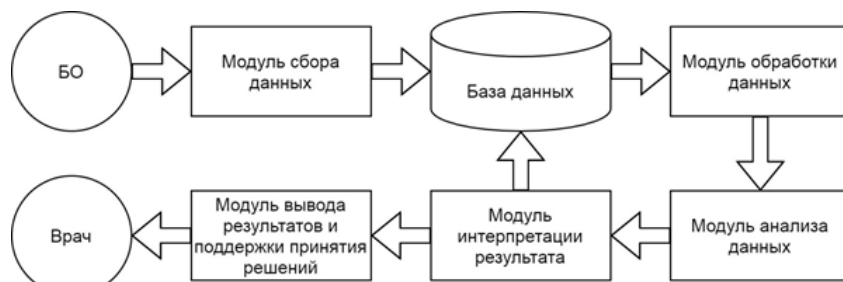 БО
Модуль сбора
данных
База данных
Модуль обработки
данных
Врач
Модуль вывода
результатов и
поддержки принятия
решений
Модуль
интерпретации
результата
Модуль анализа
данных